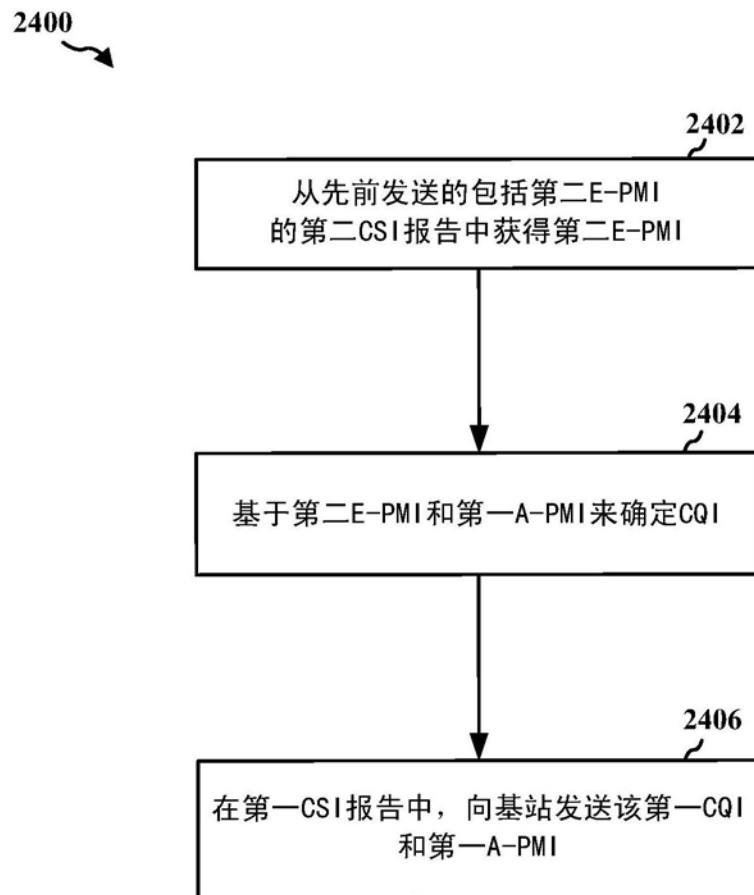 2400
2402
从先前发送的包括第二E-PMI
的第二CSI报告中获得第二E-PMI
2404
基于第二E-PMI和第一A-PMI来确定CQI
2406
在第一CSI报告中，向基站发送该第一CQI
和第一A-PMI